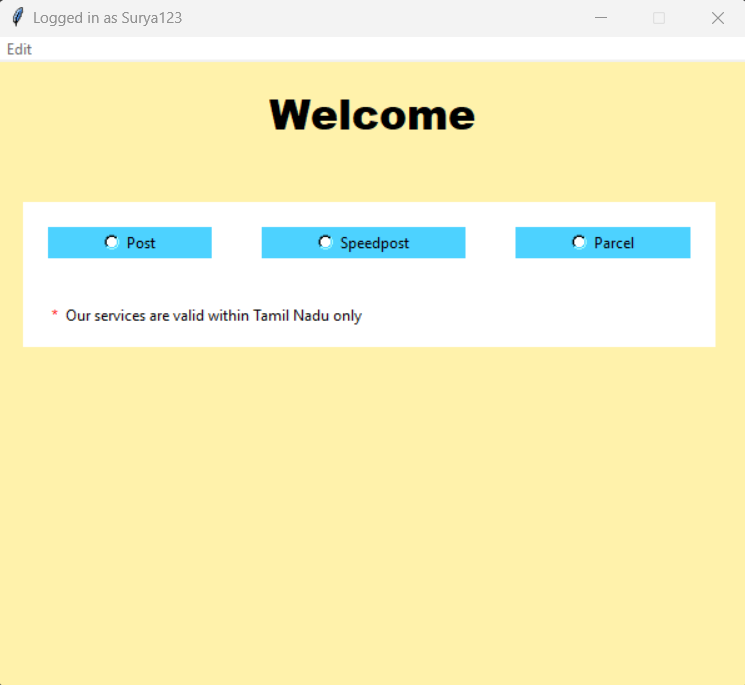 Logged in as Surya123
Edit
Welcome
Post Speedpost Parcel
* Our services are valid within Tamil Nadu only